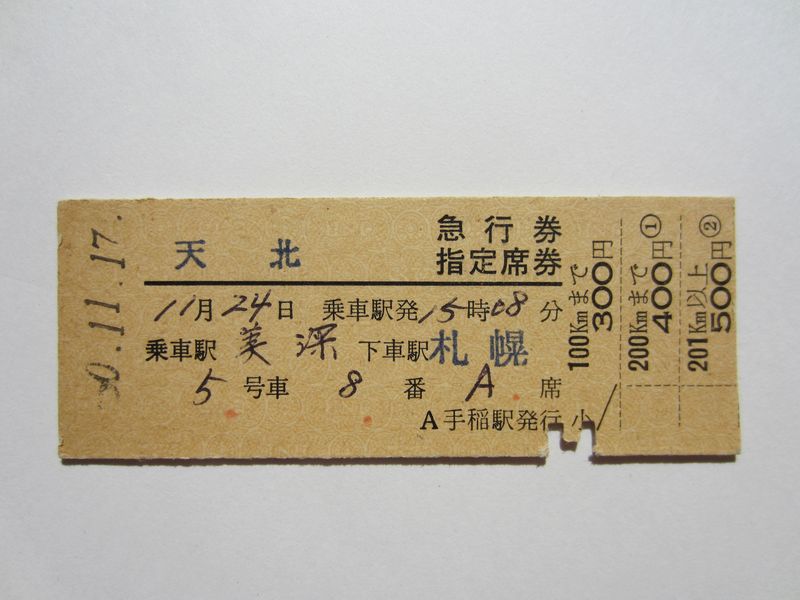 50.11.17.
天北
急行券
指定席券
11月24日 乗車駅発15時08分
乗車駅 美深 下車駅 札幌
5号車 8番 A席
A手稲駅発行 小
100Kmまで 300円
200Kmまで 400円①
201Km以上 500円②